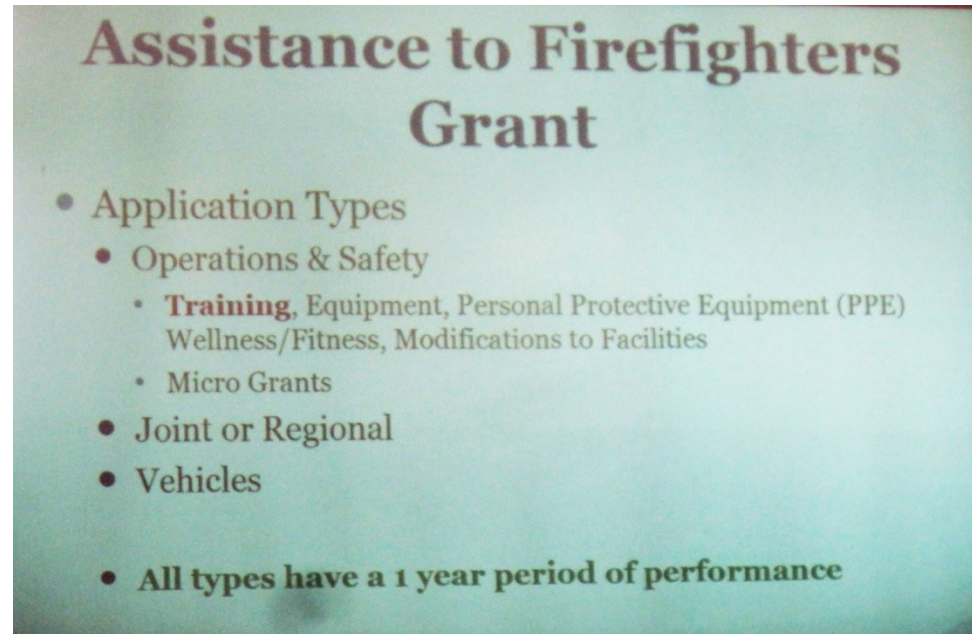 Assistance to Firefighters
Grant
• Application Types
• Operations & Safety
• Training, Equipment, Personal Protective Equipment (PPE)
Wellness/Fitness, Modifications to Facilities
• Micro Grants
• Joint or Regional
• Vehicles
• All types have a 1 year period of performance